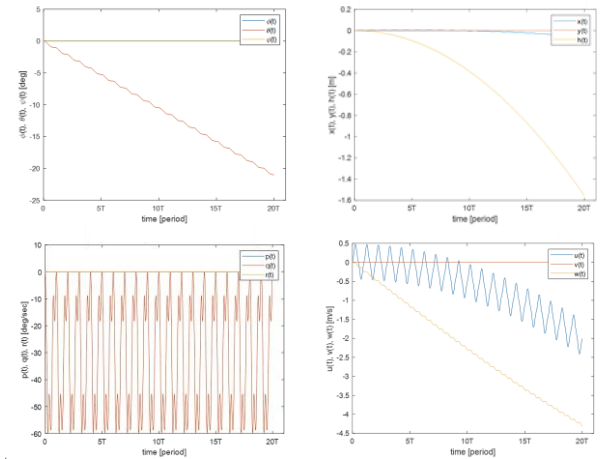 5
0
-5
-10
-15
-20
-25
0
5T
10T
15T
20T
time [period]
ϕ(t), θ(t), ψ(t) [deg]
ϕ(t)
θ(t)
ψ(t)
0.2
0
-0.2
-0.4
-0.6
-0.8
-1
-1.2
-1.4
-1.6
0
5T
10T
15T
20T
time [period]
x(t), y(t), h(t) [m]
x(t)
y(t)
h(t)
10
0
-10
-20
-30
-40
-50
-60
0
5T
10T
15T
20T
time [period]
p(t), q(t), r(t) [deg/sec]
p(t)
q(t)
r(t)
0.5
0
-0.5
-1
-1.5
-2
-2.5
-3
-3.5
-4
-4.5
0
5T
10T
15T
20T
time [period]
u(t), v(t), w(t) [m/s]
u(t)
v(t)
w(t)